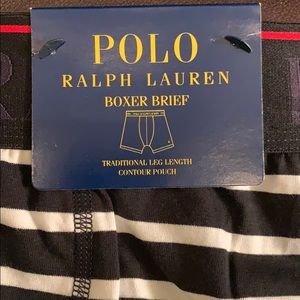 POLO
RALPH LAUREN
BOXER BRIEF
TRADITIONAL LEG LENGTH
CONTOUR POUCH